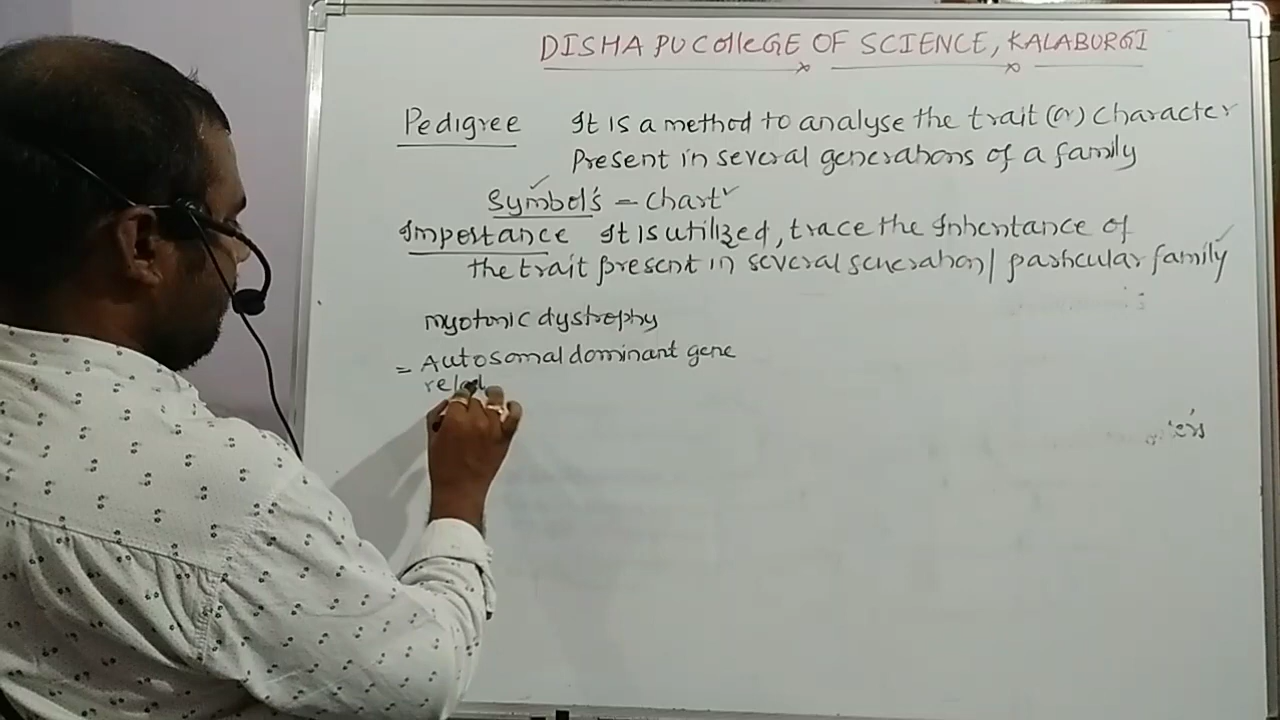 DISHA PU COllEGE OF SCIENCE, KALABURGI
Pedigree It is a method to analyse the trait (or) character
Present in several generations of a family
Symbol's – chart
Importance It is utilized, trace the Inheritance of
the trait present in several seneration/ particular family
myotonic dystrophy
= Autosomal dominant gene